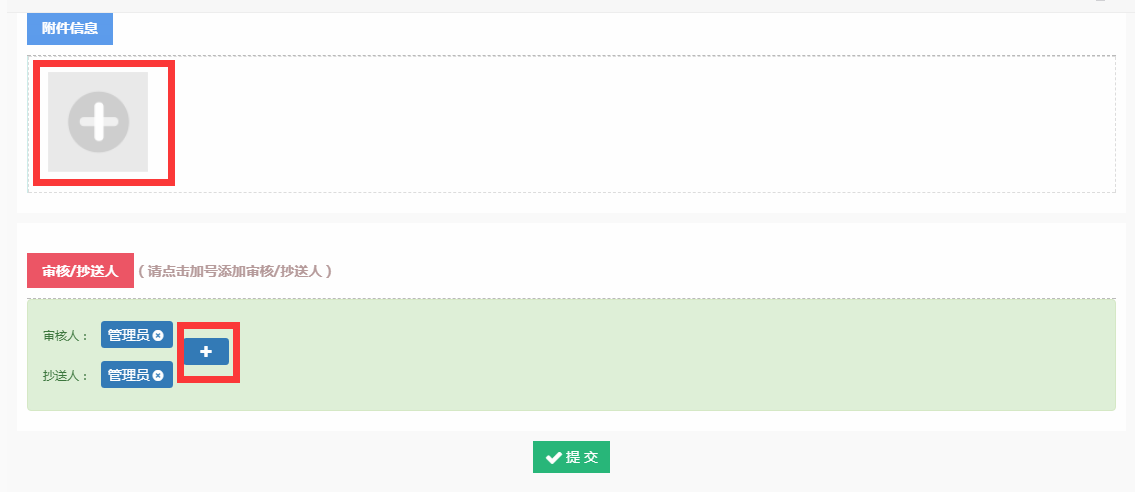 附件信息
审核/抄送人（请点击加号添加审核/抄送人）
审核人： 管理员
抄送人： 管理员
提 交